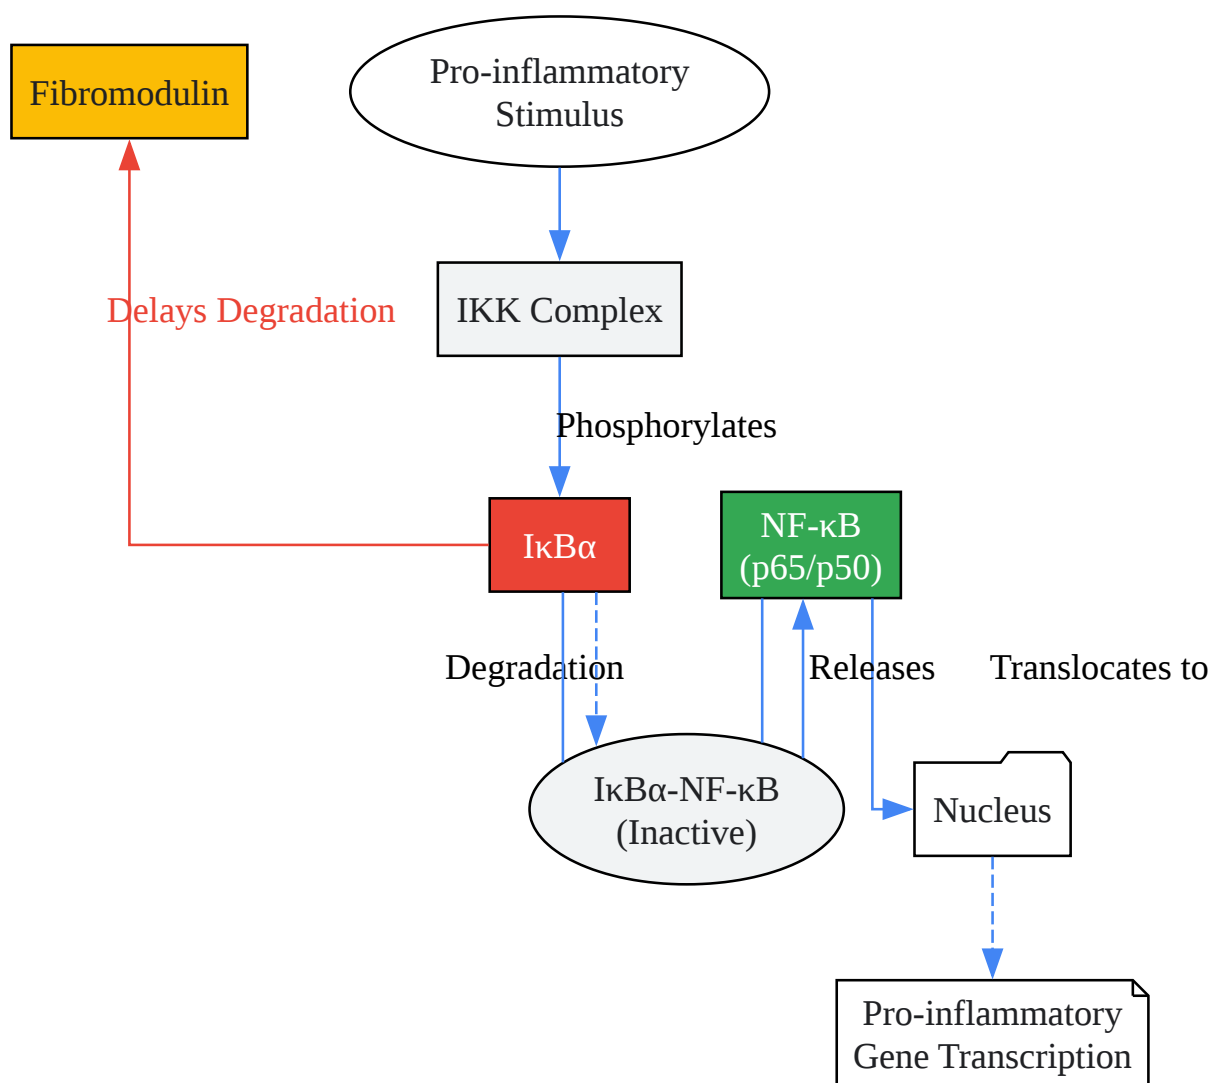 Fibromodulin
Pro-inflammatory
Stimulus
Delays Degradation
IKK Complex
Phosphorylates
IκBα
NF-κB
(p65/p50)
Degradation
Releases
Translocates to
IκBα-NF-κB
(Inactive)
Nucleus
Pro-inflammatory
Gene Transcription